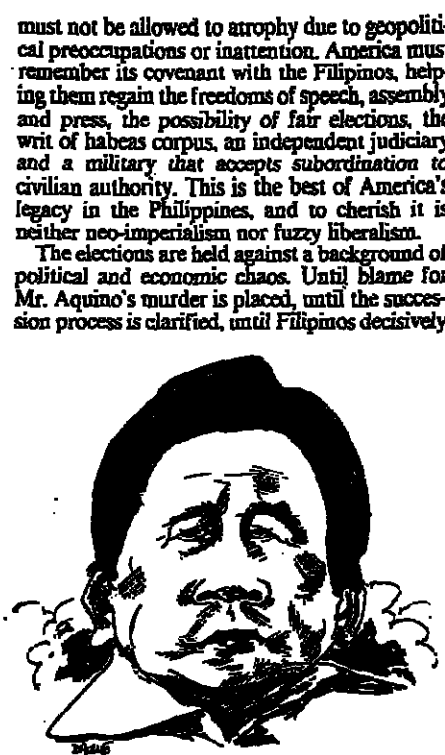 must not be allowed to atrophy due to geopoliti-
cal preoccupations or inattention. America mus
remember its covenant with the Filipinos, help-
ing them regain the freedoms of speech, assembly
and press, the possibility of fair elections, the
writ of habeas corpus, an independent judiciary
and a military that accepts subordination to
civilian authority. This is the best of America's
legacy in the Philippines, and to cherish it is
neither neo-imperialism nor fuzzy liberalism.
The elections are held against a background of
political and economic chaos. Until blame for
Mr. Aquino's murder is placed, until the succes-
sion process is clarified, until Filipinos decisively